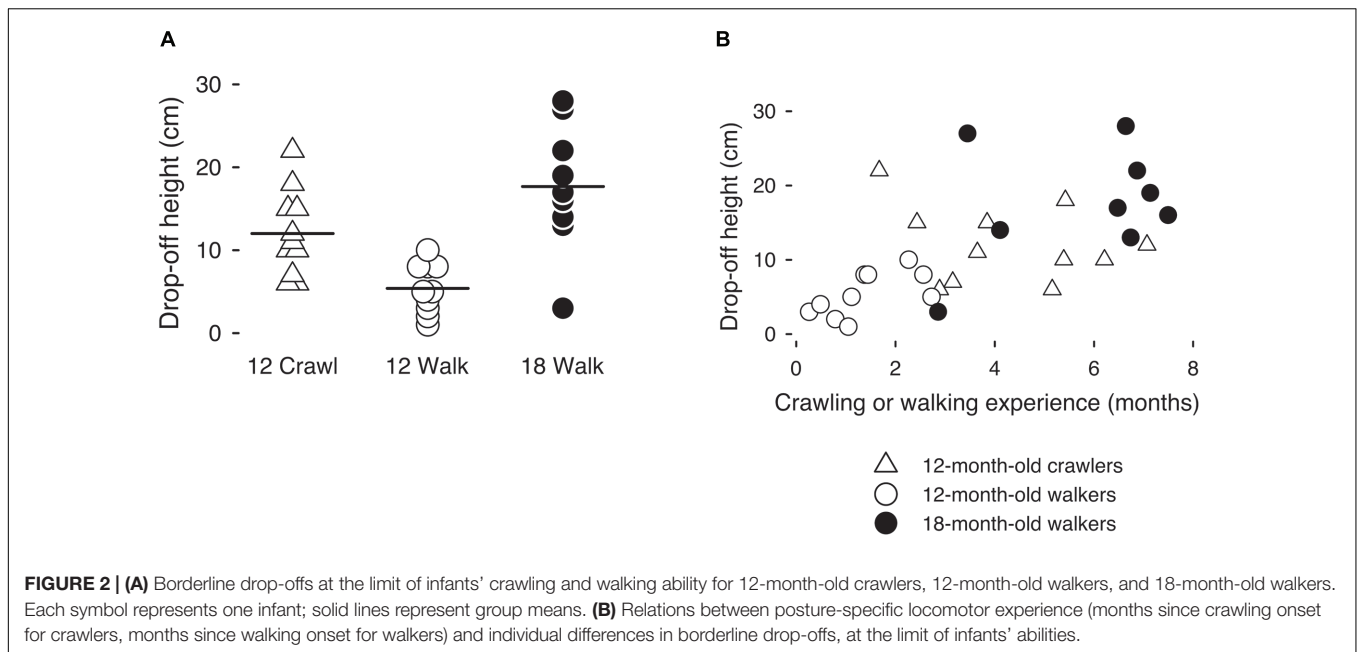 A
B
30
20
10
0
Drop-off height (cm)
12 Crawl 12 Walk 18 Walk
30
20
10
0
Drop-off height (cm)
0 2 4 6 8
Crawling or walking experience (months)
12-month-old crawlers
12-month-old walkers
18-month-old walkers
FIGURE 2 | (A) Borderline drop-offs at the limit of infants' crawling and walking ability for 12-month-old crawlers, 12-month-old walkers, and 18-month-old walkers.
Each symbol represents one infant; solid lines represent group means. (B) Relations between posture-specific locomotor experience (months since crawling onset
for crawlers, months since walking onset for walkers) and individual differences in borderline drop-offs, at the limit of infants' abilities.